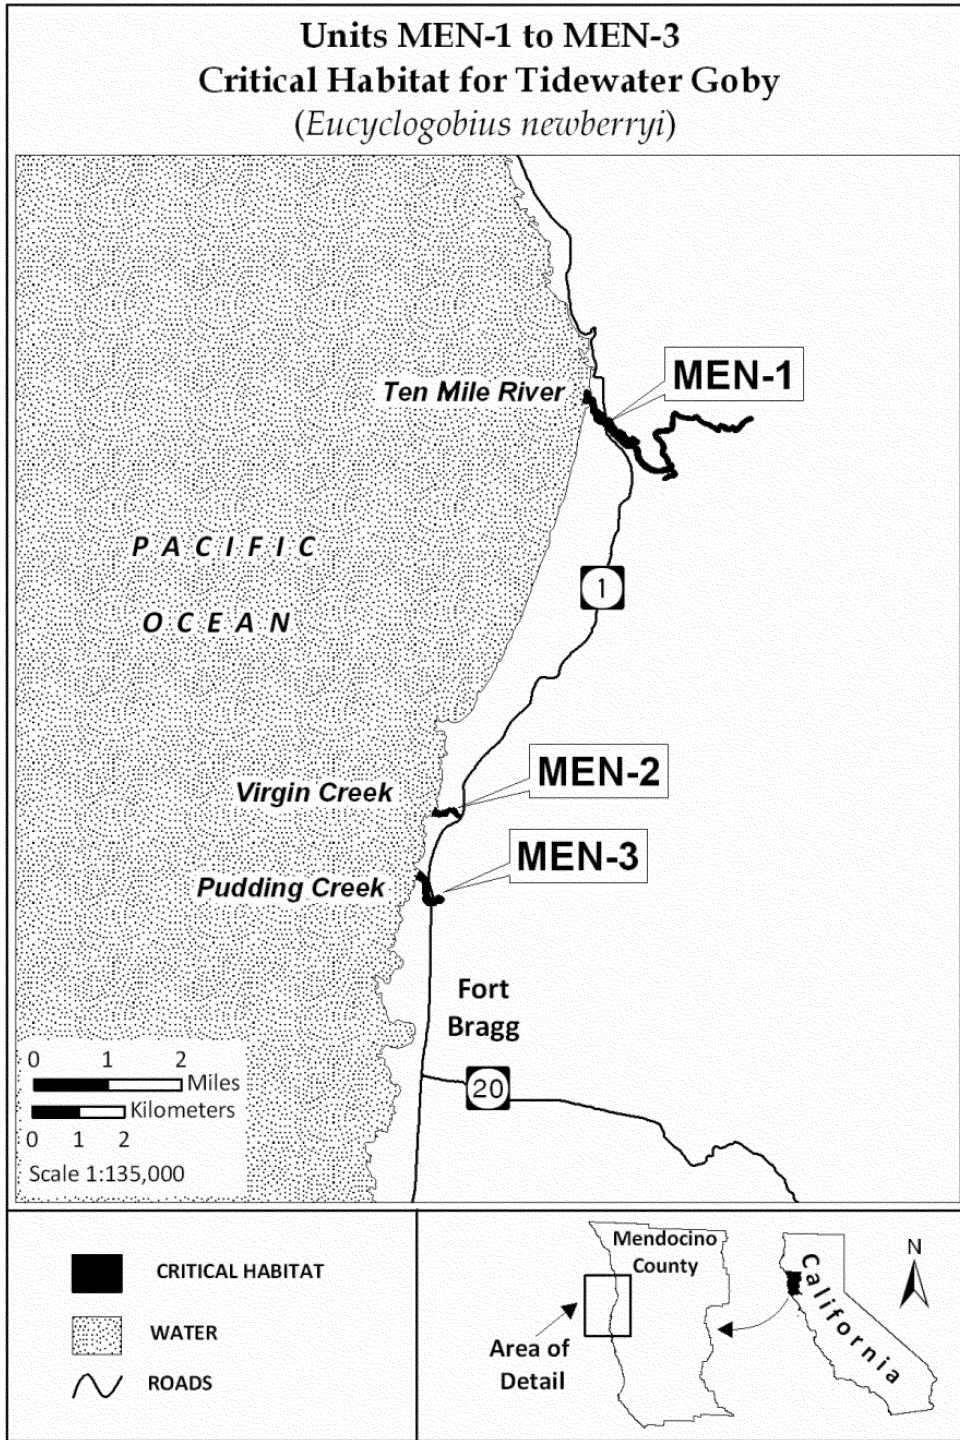 Units MEN-1 to MEN-3
Critical Habitat for Tidewater Goby
(Eucyclogobius newberryi)
MEN-1
Ten Mile River
PACIFIC
1
OCEAN
MEN-2
Virgin Creek
MEN-3
Pudding Creek
Fort
Bragg
20
0 1 2
Miles
Kilometers
0 1 2
Scale 1:135,000
CRITICAL HABITAT
WATER
ROADS
Mendocino
County
Area of
Detail
California
N